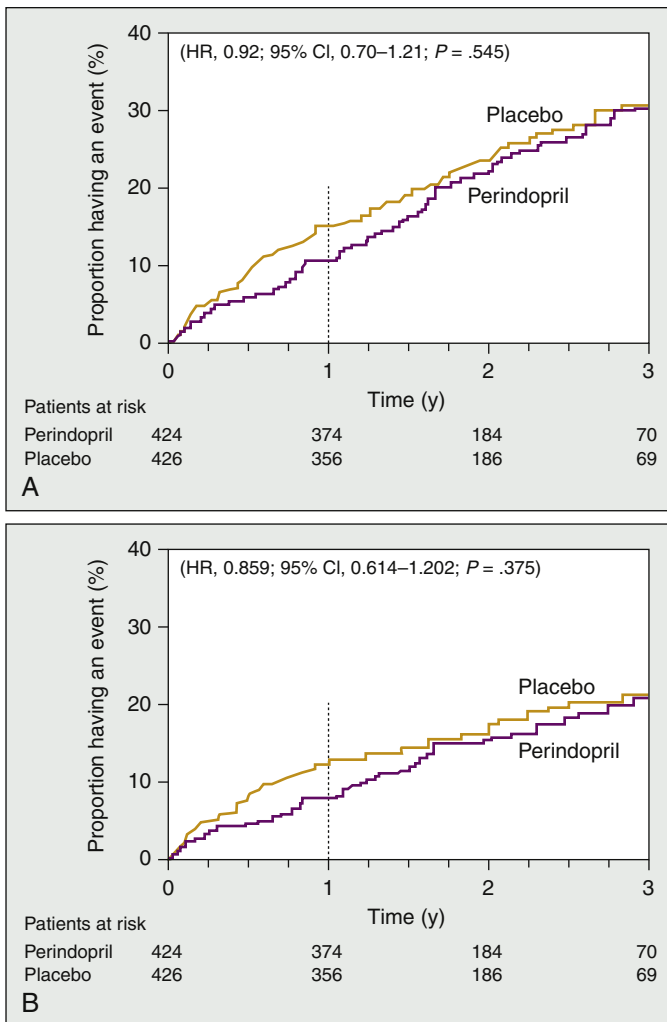 40
30
20
10
0
Proportion having an event (%)
(HR, 0.92; 95% CI, 0.70–1.21; P = .545)
Placebo
Perindopril
0 1 2 3
Time (y)
Patients at risk
Perindopril 424 374 184 70
Placebo 426 356 186 69
A
40
30
20
10
0
Proportion having an event (%)
(HR, 0.859; 95% CI, 0.614–1.202; P = .375)
Placebo
Perindopril
0 1 2 3
Time (y)
Patients at risk
Perindopril 424 374 184 70
Placebo 426 356 186 69
B